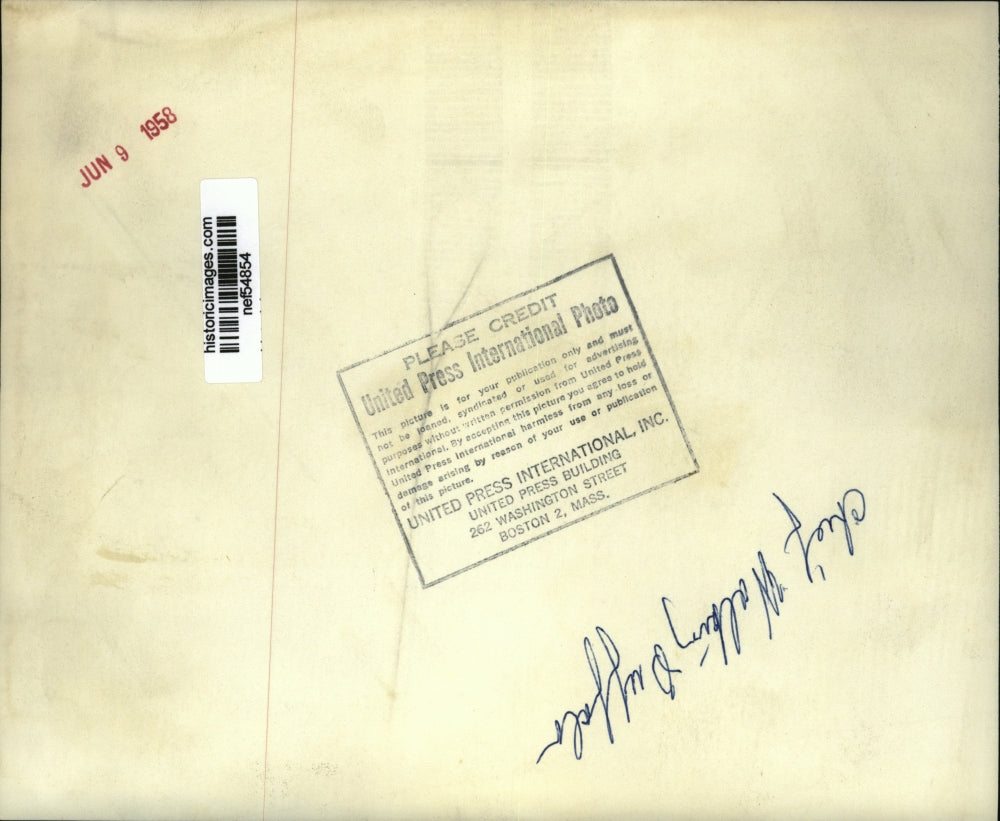 JUN 9 1958
historicimages.com
nef54854
PLEASE CREDIT
United Press International Photo
This picture is for your publication only and must
not be loaned, syndicated or used for advertising
purposes without written permission from United Press
International. By accepting this picture you agree to hold
United Press International harmless from any loss or
damage arising by reason of your use or publication
of this picture.
UNITED PRESS INTERNATIONAL, INC.
UNITED PRESS BUILDING
262 WASHINGTON STREET
BOSTON 2, MASS.